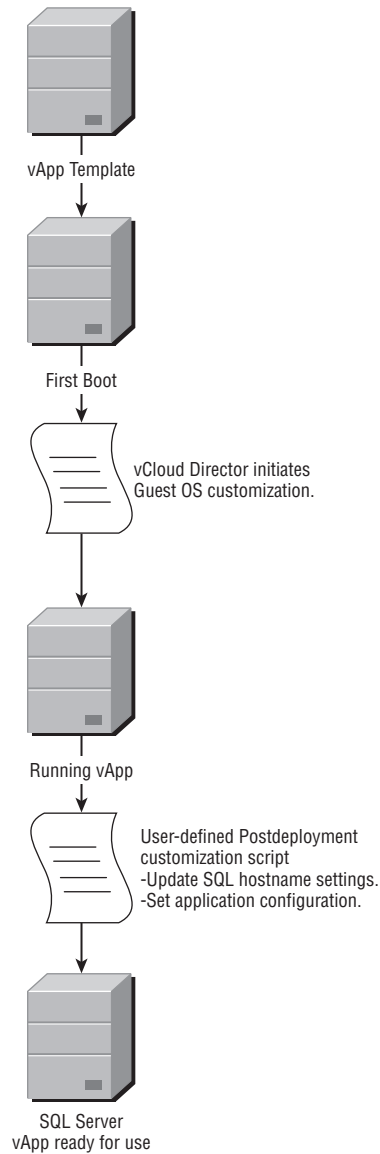 vApp Template
First Boot
vCloud Director initiates
Guest OS customization.
Running vApp
User-defined Postdeployment
customization script
-Update SQL hostname settings.
-Set application configuration.
SQL Server
vApp ready for use